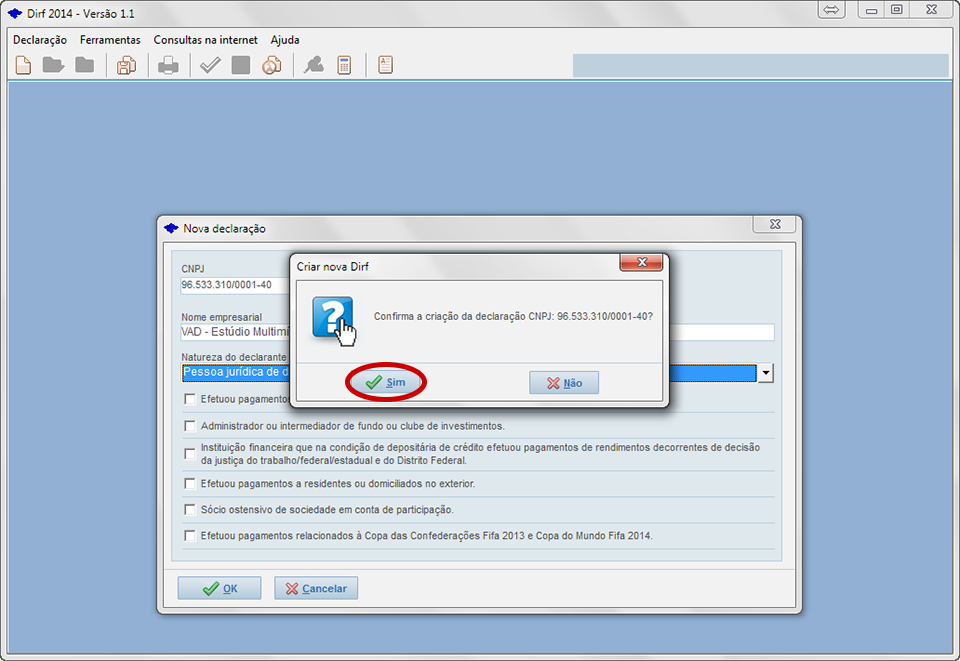 Dirf 2014 - Versão 1.1
Declaração Ferramentas Consultas na internet Ajuda
Nova declaração
CNPJ
96.533.310/0001-40
Nome empresarial
VAD - Estúdio
Natureza do declarante
Pessoa jurídica de
Criar nova Dirf
Confirma a criação da declaração CNPJ: 96.533.310/0001-40?
Sim Não
Efetuou
Administrador ou intermediador de fundo ou clube de investimentos.
Instituição financeira que na condição de depositária de crédito efetuou pagamentos de rendimentos decorrentes de decisão
da justiça do trabalho/federal/estadual e do Distrito Federal.
Efetuou pagamentos a residentes ou domiciliados no exterior.
Sócio ostensivo de sociedade em conta de participação.
Efetuou pagamentos relacionados à Copa das Confederações Fifa 2013 e Copa do Mundo Fifa 2014.
OK Cancelar